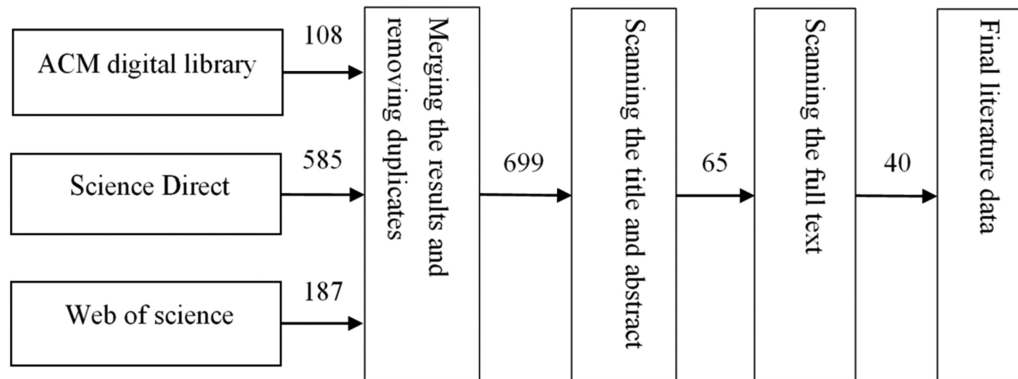 ACM digital library
108
Science Direct
585
Web of science
187
Merging the results and
removing duplicates
699
Scanning the title and abstract
65
Scanning the full text
40
Final literature data